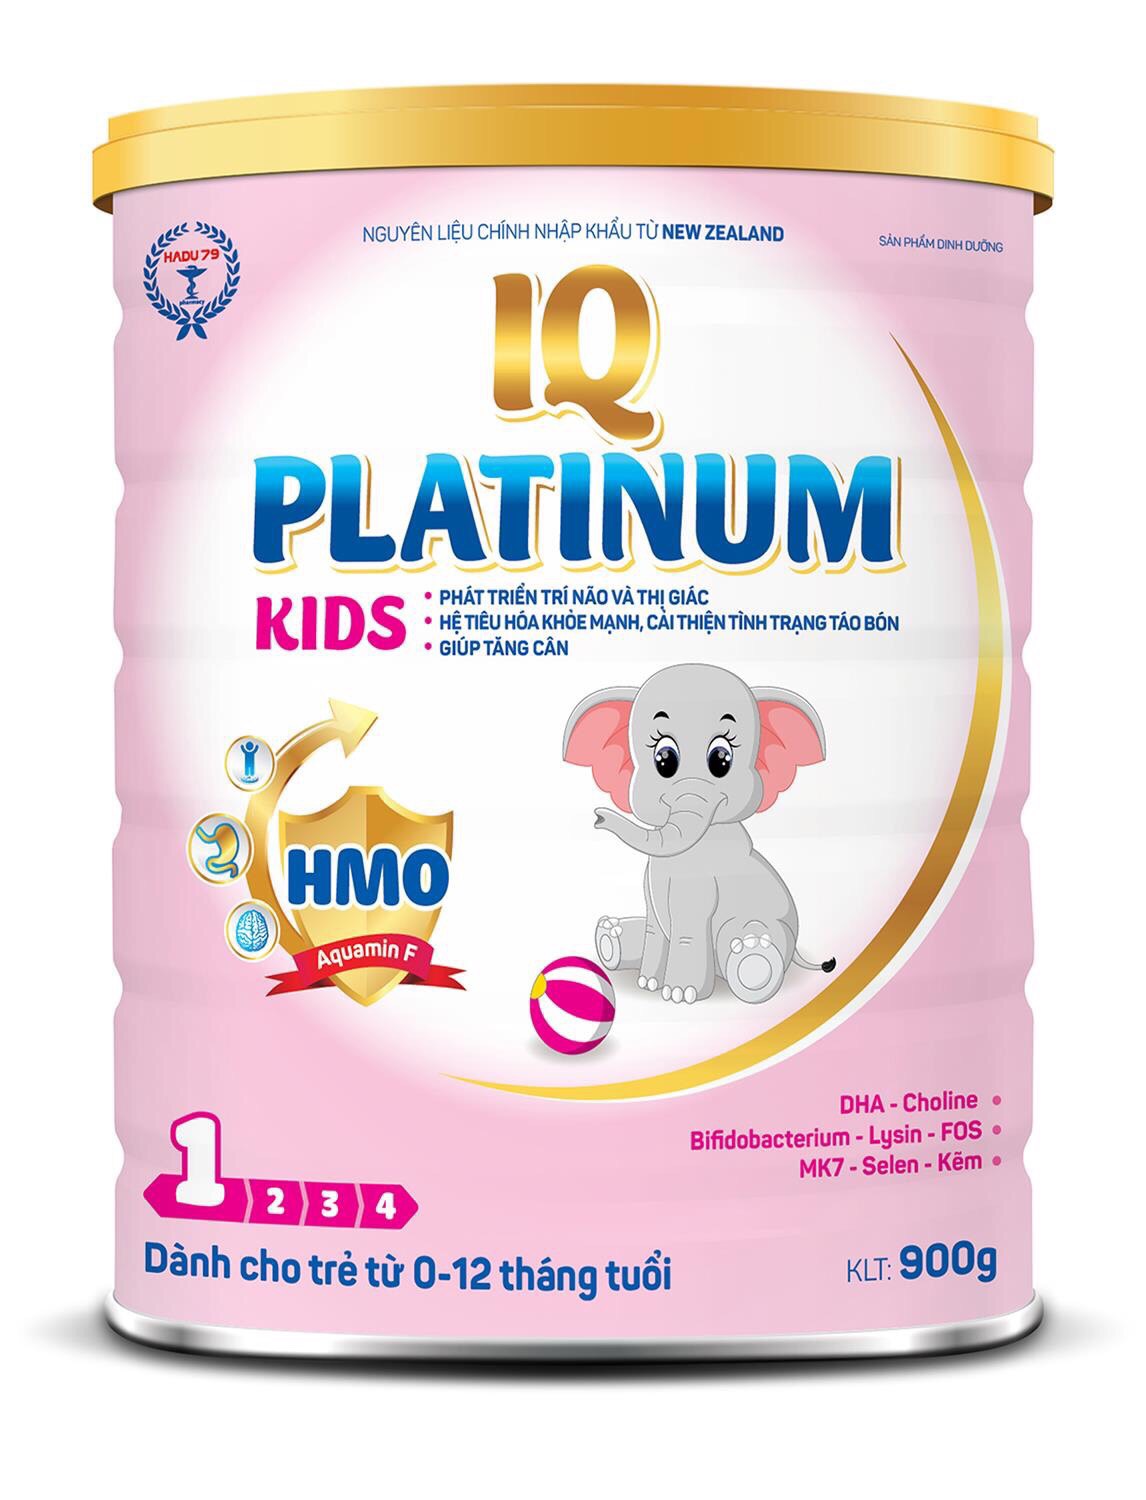 HADU 79
pharmacy
NGUYÊN LIỆU CHÍNH NHẬP KHẨU TỪ NEW ZEALAND
SẢN PHẨM DINH DƯỠNG
IQ
PLATINUM
KIDS
• PHÁT TRIỂN TRÍ NÃO VÀ THỊ GIÁC
• HỆ TIÊU HÓA KHỎE MẠNH, CẢI THIỆN TÌNH TRẠNG TÁO BÓN
• GIÚP TĂNG CÂN
HMO
Aquamin F
DHA - Choline •
Bifidobacterium - Lysin - FOS •
MK7 - Selen - Kẽm •
1 2 3 4
Dành cho trẻ từ 0-12 tháng tuổi
KLT: 900g